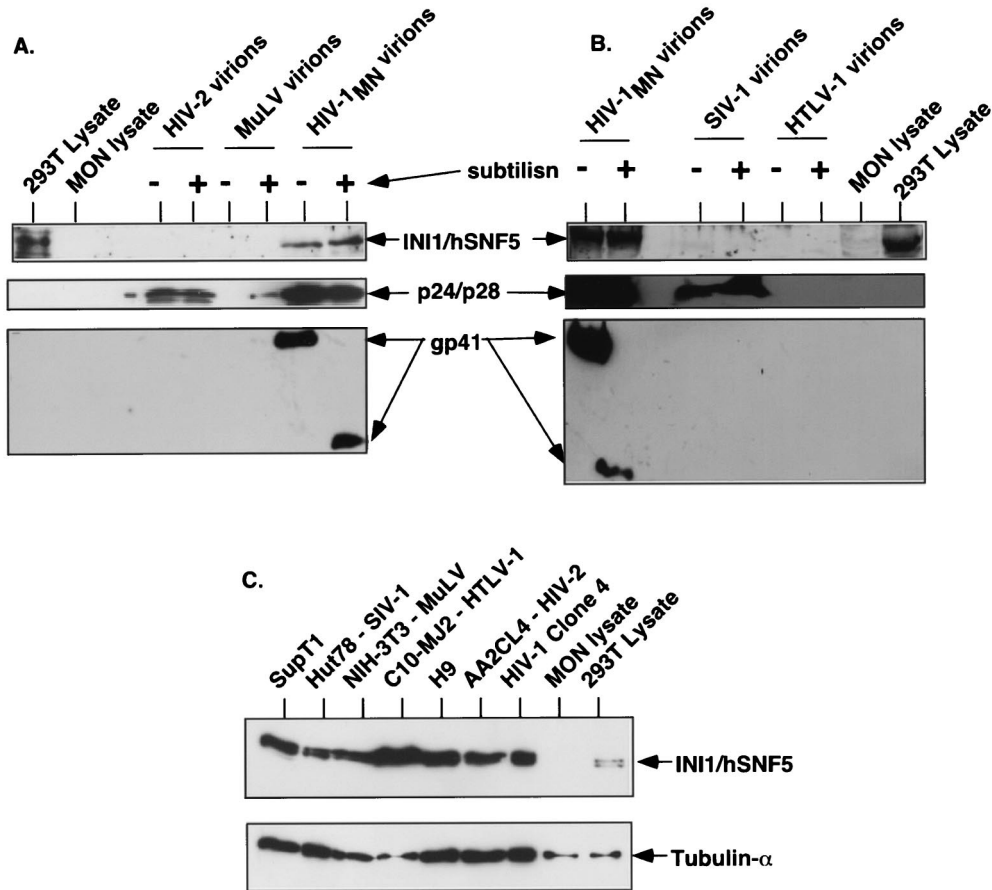 A.
293T Lysate
MON lysate
HIV-2 virions
MuLV virions
HIV-1MN virions
- + - + - +
subtilisn
B.
HIV-1MN virions
SIV-1 virions
HTLV-1 virions
MON lysate
293T Lysate
- + - + - +
INI1/hSNF5
p24/p28
gp41
C.
SupT1
Hut78 - SIV-1
NIH-3T3 - MuLV
C10-MJ2 - HTLV-1
H9
AA2CL4 - HIV-2
HIV-1 Clone 4
MON lysate
293T Lysate
INI1/hSNF5
Tubulin-α